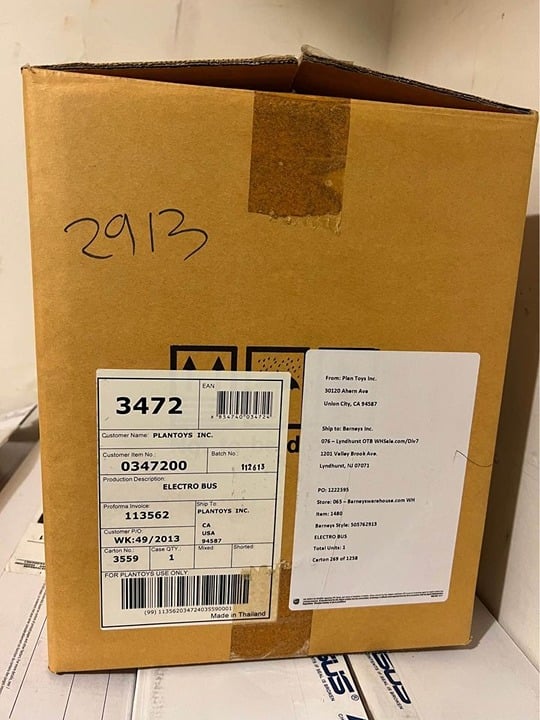 2913
3472
EAN
Customer Name: PLANTOYS INC.
Customer Item No.:
0347200
Batch No.:
112613
Production Description:
ELECTRO BUS
Proforma Invoice:
113562
Ship To:
PLANTOYS INC.
CA
USA
94587
Customer P/O
WK:49/2013
Carton No.:
3559
Case QTY.:
1
Mixed
Shorted:
FOR PLANTOYS USE ONLY:
(99) 113562034724035590001
Made in Thailand
From: Plan Toys Inc.
30120 Ahern Ave
Union City, CA 94587
Ship to: Barneys Inc.
076 – Lyndhurst OTB WHSale.com/Div7
1201 Valley Brook Ave.
Lyndhurst, NJ 07071
PO: 1222595
Store: 065 – Barneyswarehouse.com WH
Item: 1480
Barneys Style: 505762913
ELECTRO BUS
Total Units: 1
Carton 269 of 1258